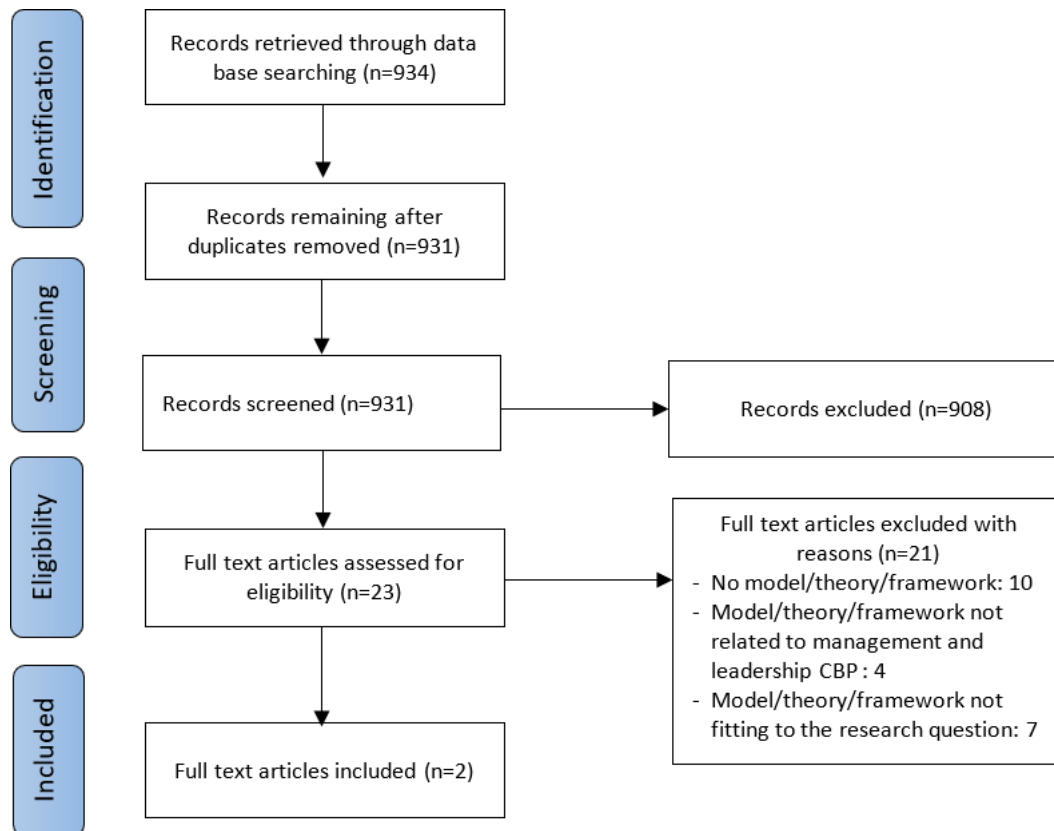 Identification
Records retrieved through data
base searching (n=934)
Records remaining after
duplicates removed (n=931)
Screening
Records screened (n=931)
Records excluded (n=908)
Eligibility
Full text articles assessed for
eligibility (n=23)
Full text articles excluded with
reasons (n=21)
- No model/theory/framework: 10
- Model/theory/framework not
related to management and
leadership CBP : 4
- Model/theory/framework not
fitting to the research question: 7
Included
Full text articles included (n=2)